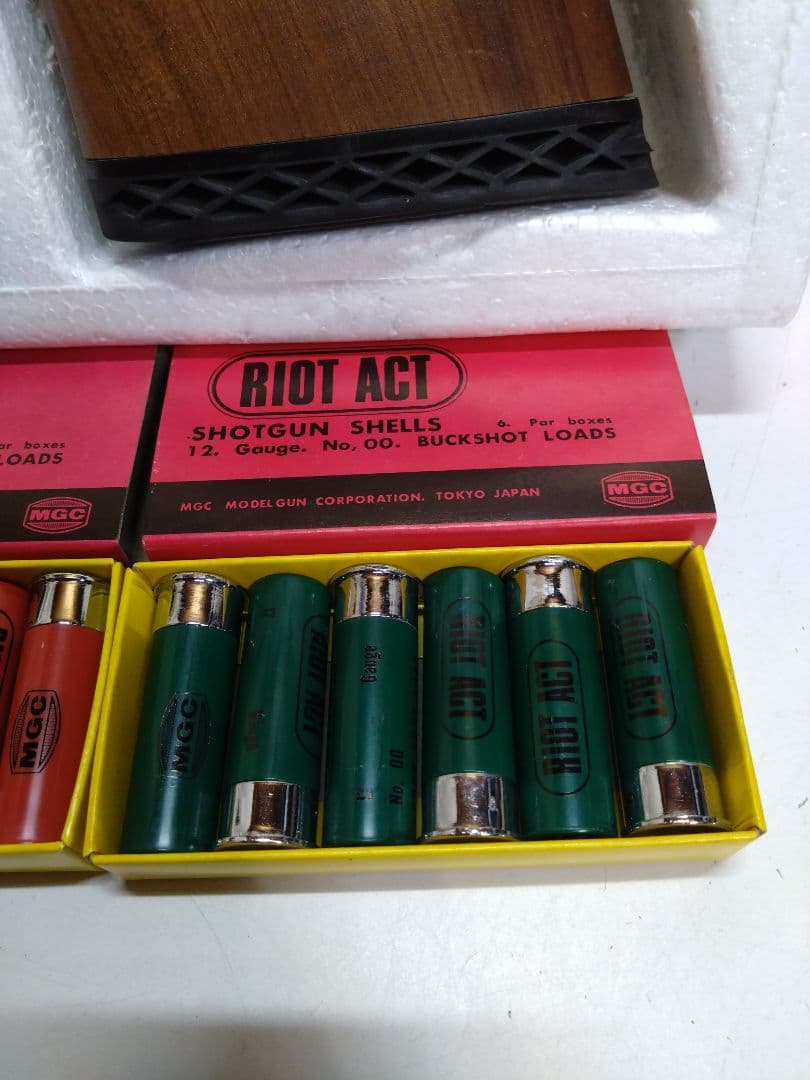 RIOT ACT
SHOTGUN SHELLS
6. Par boxes
12. Gauge. No, 00. BUCKSHOT LOADS
MGC MODELGUN CORPORATION. TOKYO JAPAN
MGC
ar boxes
LOADS
MGC
MGC
MGC
12
RIOT ACT
Gauge
No, 00
RIOT ACT
RIOT ACT
RIOT ACT